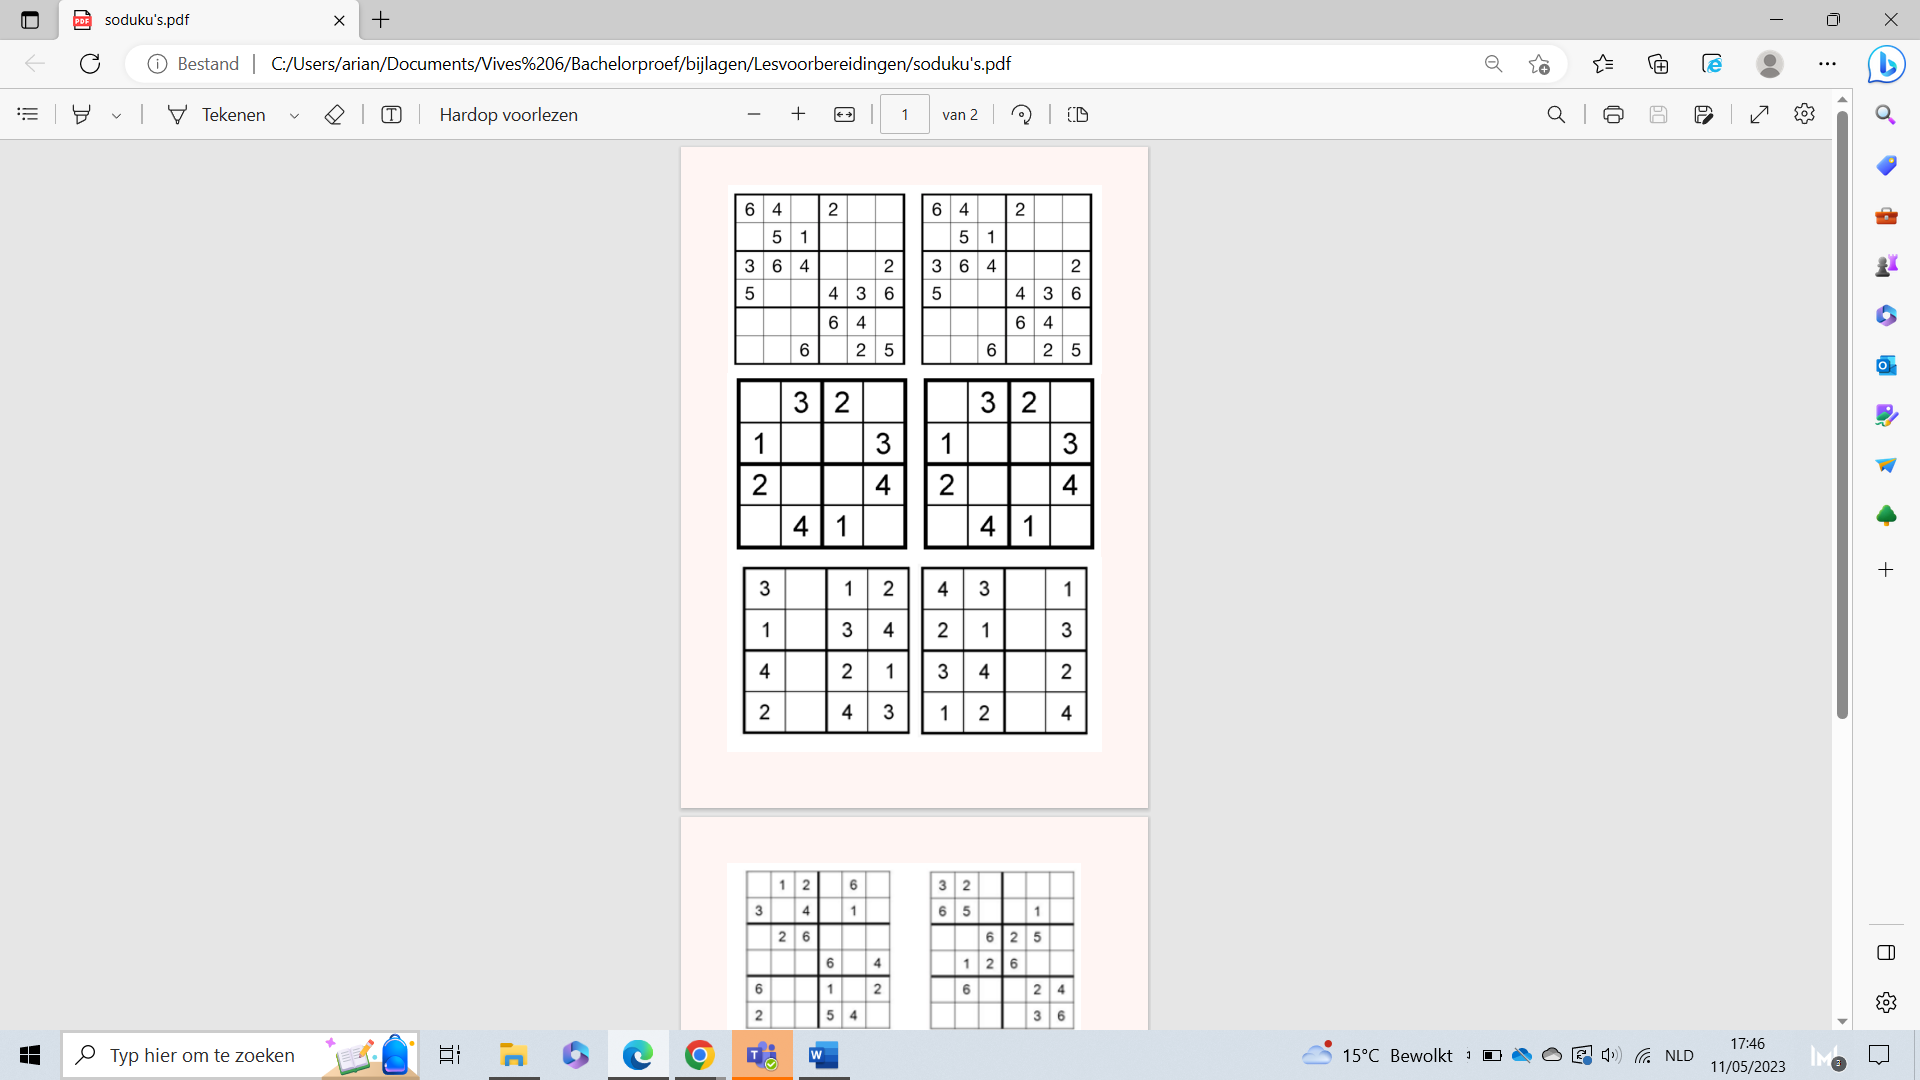 soduku's.pdf
Bestand
C:/Users/arian/Documents/Vives%206/Bachelorproef/bijlagen/Lesvoorbereidingen/soduku's.pdf
Tekenen
Hardop voorlezen
1
van 2
6 4 2
5 1
3 6 4 2
5 4 3 6
6 4
6 2 5
6 4 2
5 1
3 6 4 2
5 4 3 6
6 4
6 2 5
3 2
1 3
2 4
4 1
3 2
1 3
2 4
4 1
3 1 2
1 3 4
4 2 1
2 4 3
4 3 1
2 1 3
3 4 2
1 2 4
1 2 6
3 4 1
2 6
6 4
6 1 2
2 5 4
3 2
6 5 1
6 2 5
1 2 6
6 2 4
3 6
Typ hier om te zoeken
15°C Bewolkt
NLD
17:46
11/05/2023
3